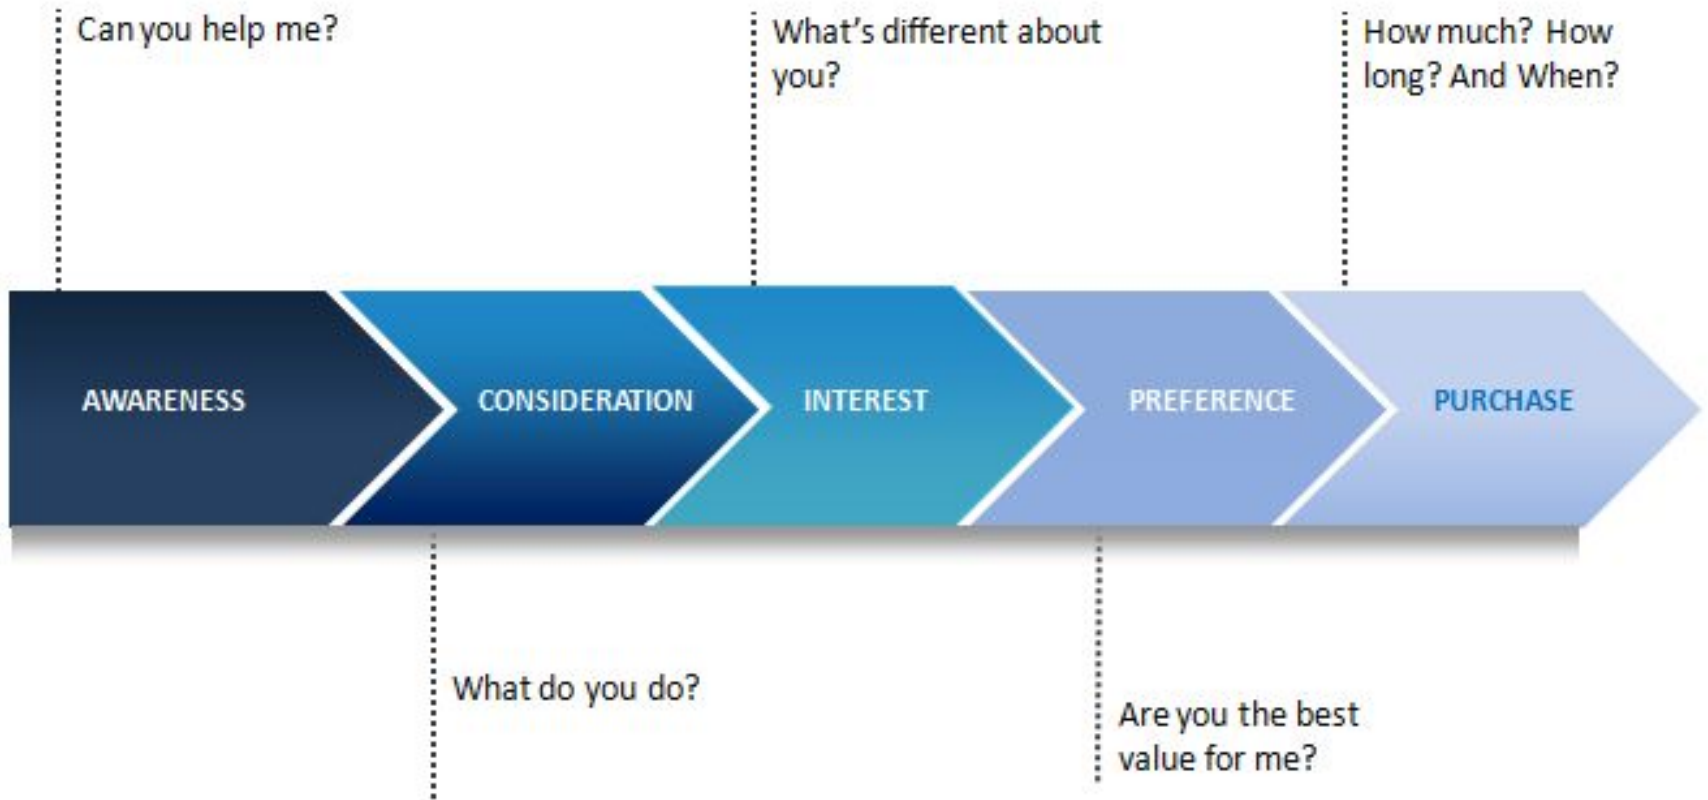 Can you help me?
What's different about
you?
How much? How
long? And When?
AWARENESS
CONSIDERATION
INTEREST
PREFERENCE
PURCHASE
What do you do?
Are you the best
value for me?